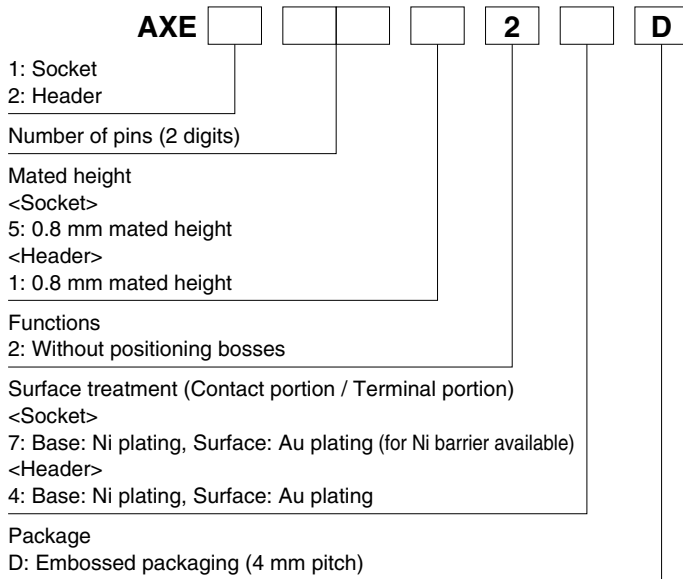 AXE 2 D
1: Socket
2: Header
Number of pins (2 digits)
Mated height
<Socket>
5: 0.8 mm mated height
<Header>
1: 0.8 mm mated height
Functions
2: Without positioning bosses
Surface treatment (Contact portion / Terminal portion)
<Socket>
7: Base: Ni plating, Surface: Au plating (for Ni barrier available)
<Header>
4: Base: Ni plating, Surface: Au plating
Package
D: Embossed packaging (4 mm pitch)